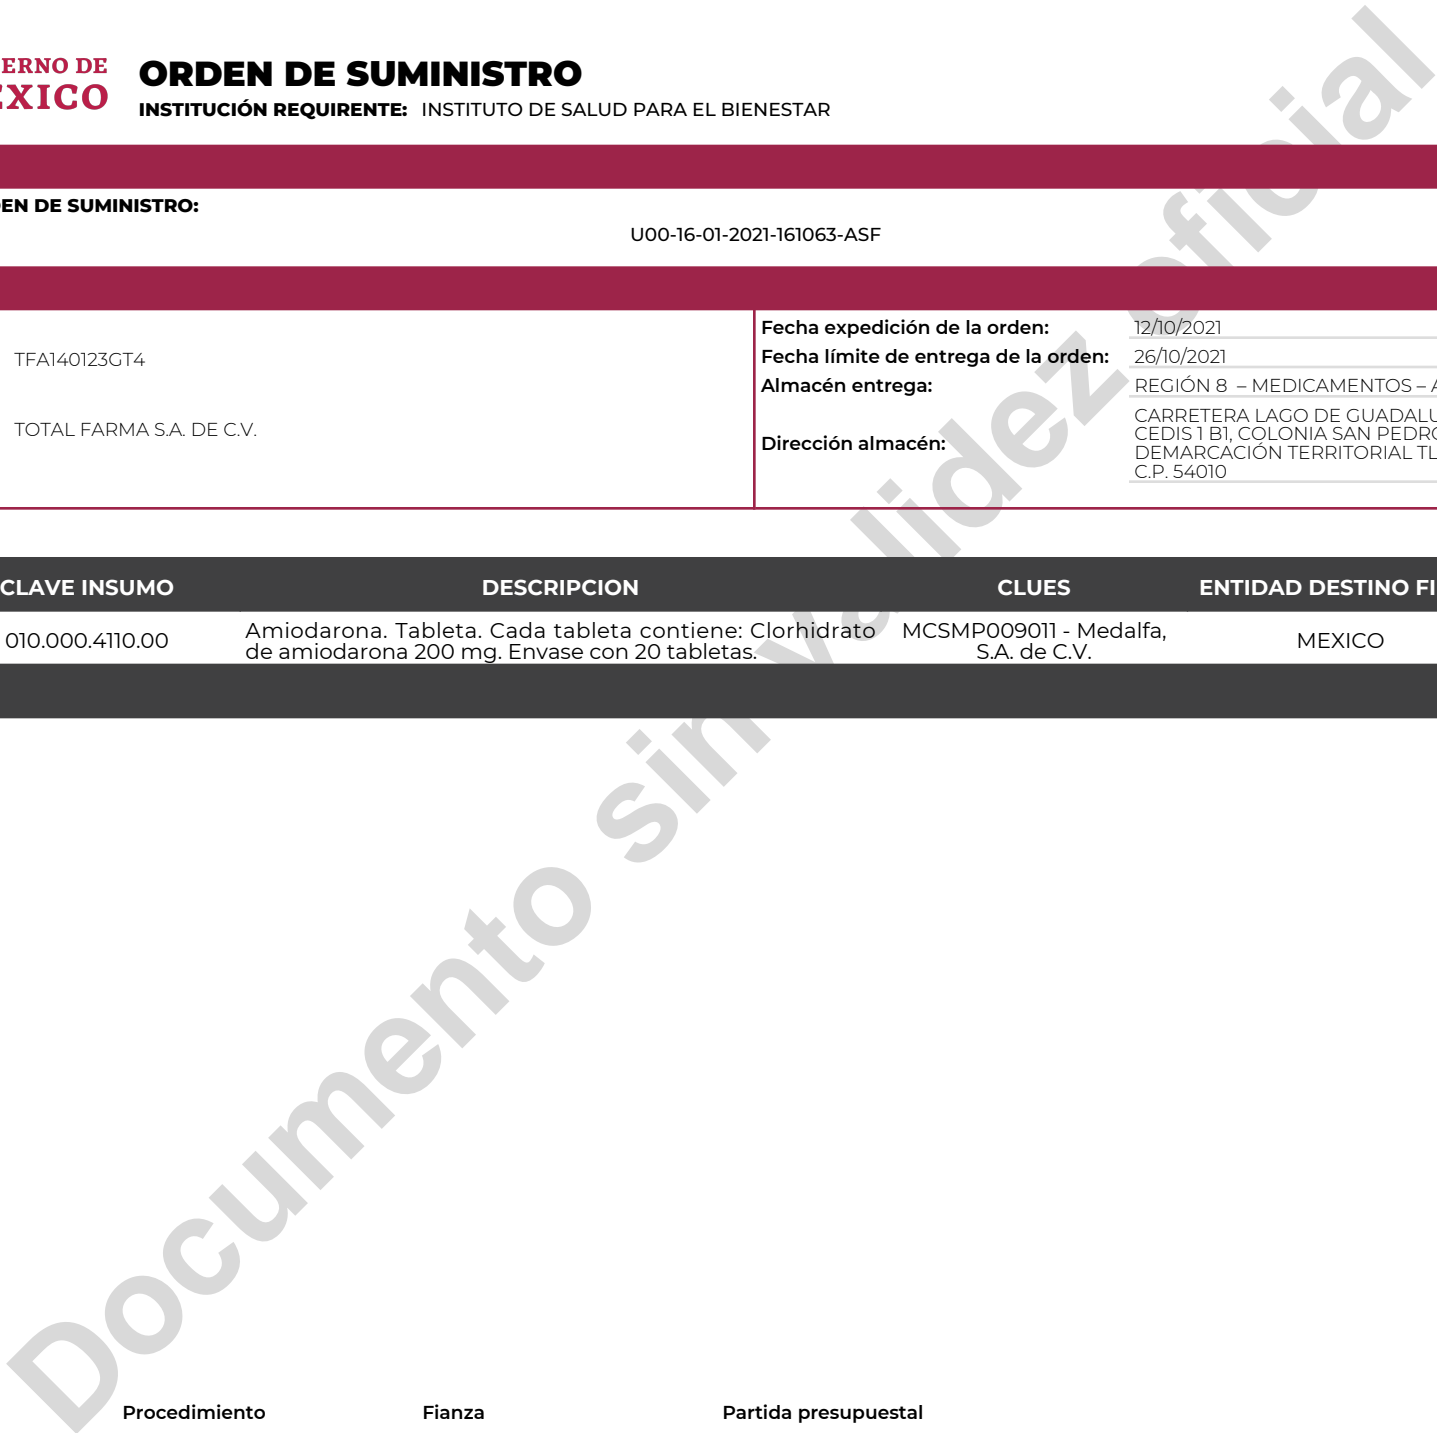 ERNO DE
EXICO
ORDEN DE SUMINISTRO
INSTITUCIÓN REQUIRENTE: INSTITUTO DE SALUD PARA EL BIENESTAR
EN DE SUMINISTRO:
U00-16-01-2021-161063-ASF
TFA140123GT4
TOTAL FARMA S.A. DE C.V.
Fecha expedición de la orden: 12/10/2021
Fecha límite de entrega de la orden: 26/10/2021
Almacén entrega: REGIÓN 8 – MEDICAMENTOS – A
Dirección almacén:
CARRETERA LAGO DE GUADALU
CEDIS 1 B1, COLONIA SAN PEDRO
DEMARCACIÓN TERRITORIAL TL
C.P. 54010
CLAVE INSUMO DESCRIPCION CLUES ENTIDAD DESTINO FI
010.000.4110.00
Amiodarona. Tableta. Cada tableta contiene: Clorhidrato
de amiodarona 200 mg. Envase con 20 tabletas.
MCSMP009011 - Medalfa,
S.A. de C.V.
MEXICO
Documento sin validez oficial
Procedimiento Fianza Partida presupuestal